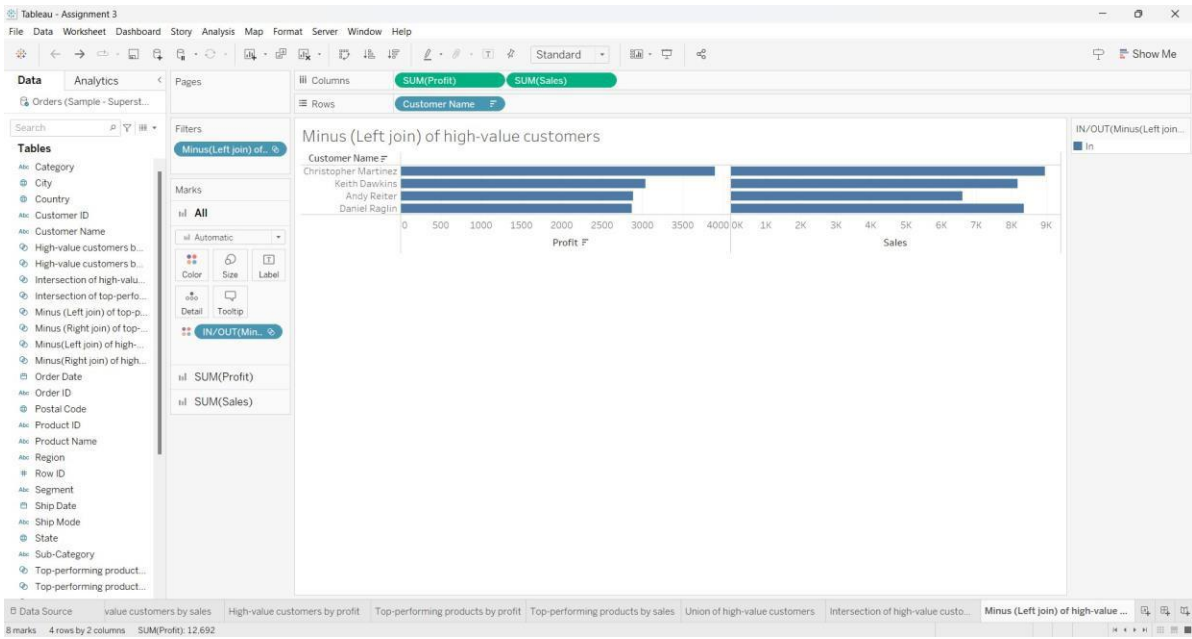 Tableau - Assignment 3
File Data Worksheet Dashboard Story Analysis Map Format Server Window Help
Standard
Show Me
Data Analytics
Pages
Columns SUM(Profit) SUM(Sales)
Orders (Sample - Superst...
Rows Customer Name
Search
Filters
Minus (Left join) of high-value customers
IN/OUT(Minus(Left join...
In
Tables
Minus(Left join) of...
Customer Name
Abc Category
Christopher Martinez
City
Keith Dawkins
Country
Marks
Andy Reiter
Abc Customer ID
All
Daniel Raglin
Abc Customer Name
0 500 1000 1500 2000 2500 3000 3500 4000 0K 1K 2K 3K 4K 5K 6K 7K 8K 9K
High-value customers b...
Automatic
Profit Sales
High-value customers b...
Intersection of high-valu...
Color Size Label
Intersection of top-perfo...
Minus (Left join) of top-p...
Detail Tooltip
Minus (Right join) of top-...
Minus(Left join) of high-...
IN/OUT(Min...
Minus(Right join) of high...
Order Date
SUM(Profit)
Abc Order ID
Postal Code
SUM(Sales)
Abc Product ID
Abc Product Name
Abc Region
# Row ID
Abc Segment
Ship Date
Abc Ship Mode
State
Abc Sub-Category
Top-performing product...
Top-performing product...
Data Source value customers by sales High-value customers by profit Top-performing products by profit Top-performing products by sales Union of high-value customers Intersection of high-value custo... Minus (Left join) of high-value ...
8 marks 4 rows by 2 columns SUM(Profit): 12,692